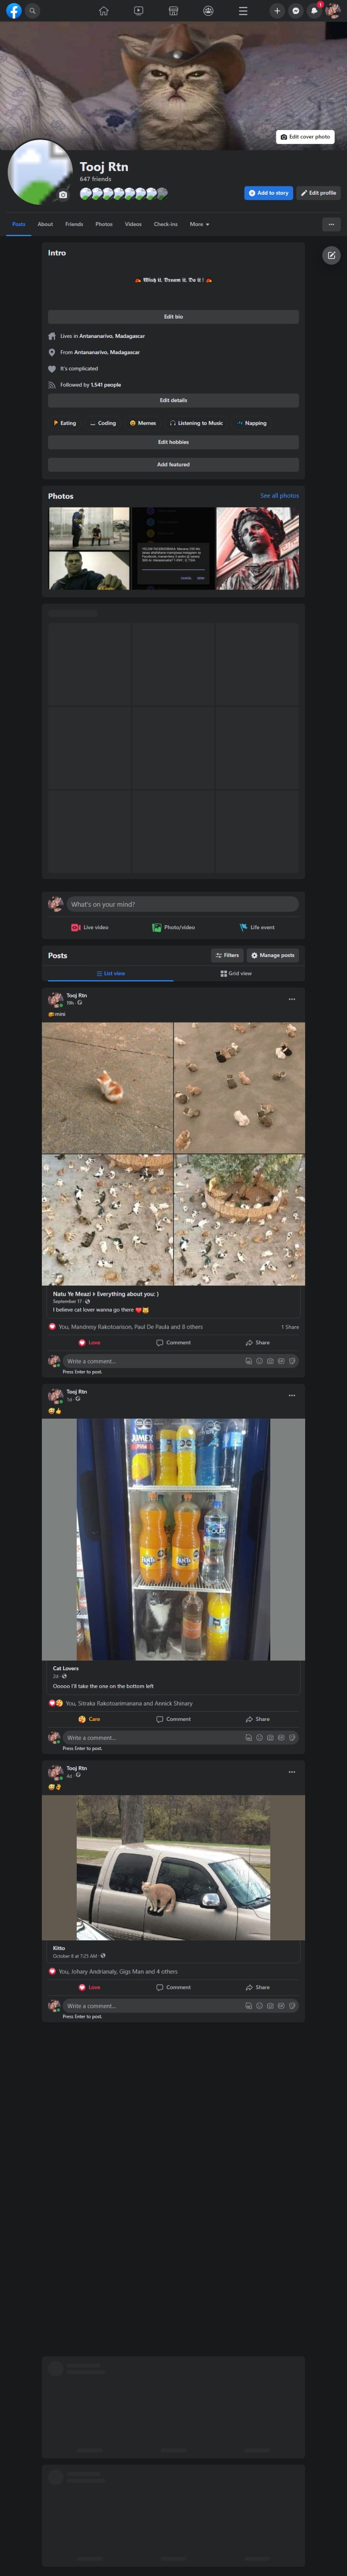 1
Edit cover photo
Tooj Rtn
647 friends
Add to story
Edit profile
Posts
About
Friends
Photos
Videos
Check-ins
More
Intro
𝖂𝖎𝖘𝖍 𝖎𝖙. 𝕯𝖗𝖊𝖆𝖒 𝖎𝖙. 𝕯𝖔 𝖎𝖙 !
Edit bio
Lives in Antananarivo, Madagascar
From Antananarivo, Madagascar
It's complicated
Followed by 1,541 people
Edit details
Eating
Coding
😆 Memes
🎧 Listening to Music
Napping
Edit hobbies
Add featured
Photos
See all photos
What's on your mind?
Live video
Photo/video
Life event
Posts
Filters
Manage posts
List view
Grid view
Tooj Rtn
19h ·
mini
Natu Ye Meazi ▸ Everything about you: )
September 17 ·
I believe cat lover wanna go there ❤️🐱
You, Mandresy Rakotoarison, Paul De Paula and 8 others
1 Share
Love
Comment
Share
Write a comment...
Press Enter to post.
Tooj Rtn
1d ·
😅👍
JUMEX
FANTA
FANTA
Cat Lovers
2d ·
Ooooo I'll take the one on the bottom left
You, Sitraka Rakotoarimanana and Annick Shinary
Care
Comment
Share
Write a comment...
Press Enter to post.
Tooj Rtn
4d ·
Kitto
October 8 at 7:25 AM ·
You, Johary Andrianaly, Gigs Man and 4 others
Love
Comment
Share
Write a comment...
Press Enter to post.